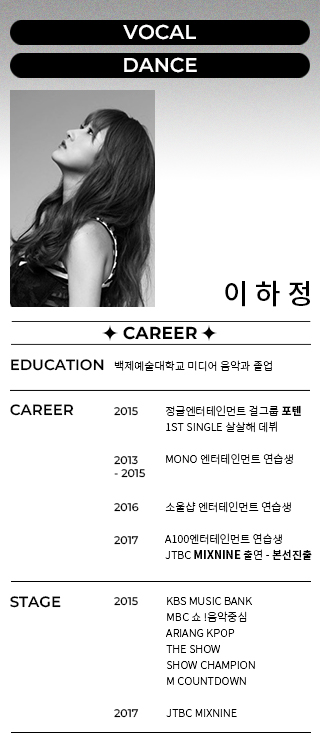 VOCAL
DANCE
이 하 정
✦ CAREER ✦
EDUCATION 백제예술대학교 미디어 음악과 졸업
CAREER 2015 정글엔터테인먼트 걸그룹 포텐
1ST SINGLE 살살해 데뷔
2013 MONO 엔터테인먼트 연습생
- 2015
2016 소울샵 엔터테인먼트 연습생
2017 A100엔터테인먼트 연습생
JTBC MIXNINE 출연 - 본선진출
STAGE 2015 KBS MUSIC BANK
MBC 쇼 !음악중심
ARIANG KPOP
THE SHOW
SHOW CHAMPION
M COUNTDOWN
2017 JTBC MIXNINE